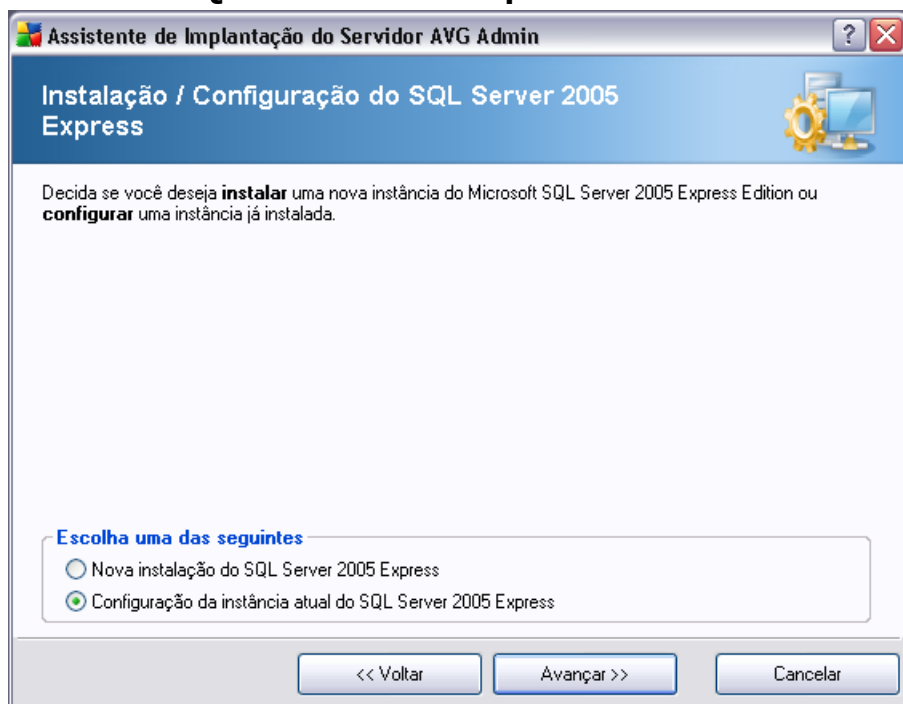 Assistente de Implantação do Servidor AVG Admin
Instalação / Configuração do SQL Server 2005
Express
Decida se você deseja instalar uma nova instância do Microsoft SQL Server 2005 Express Edition ou
configurar uma instância já instalada.
Escolha uma das seguintes
Nova instalação do SQL Server 2005 Express
Configuração da instância atual do SQL Server 2005 Express
<< Voltar
Avançar >>
Cancelar